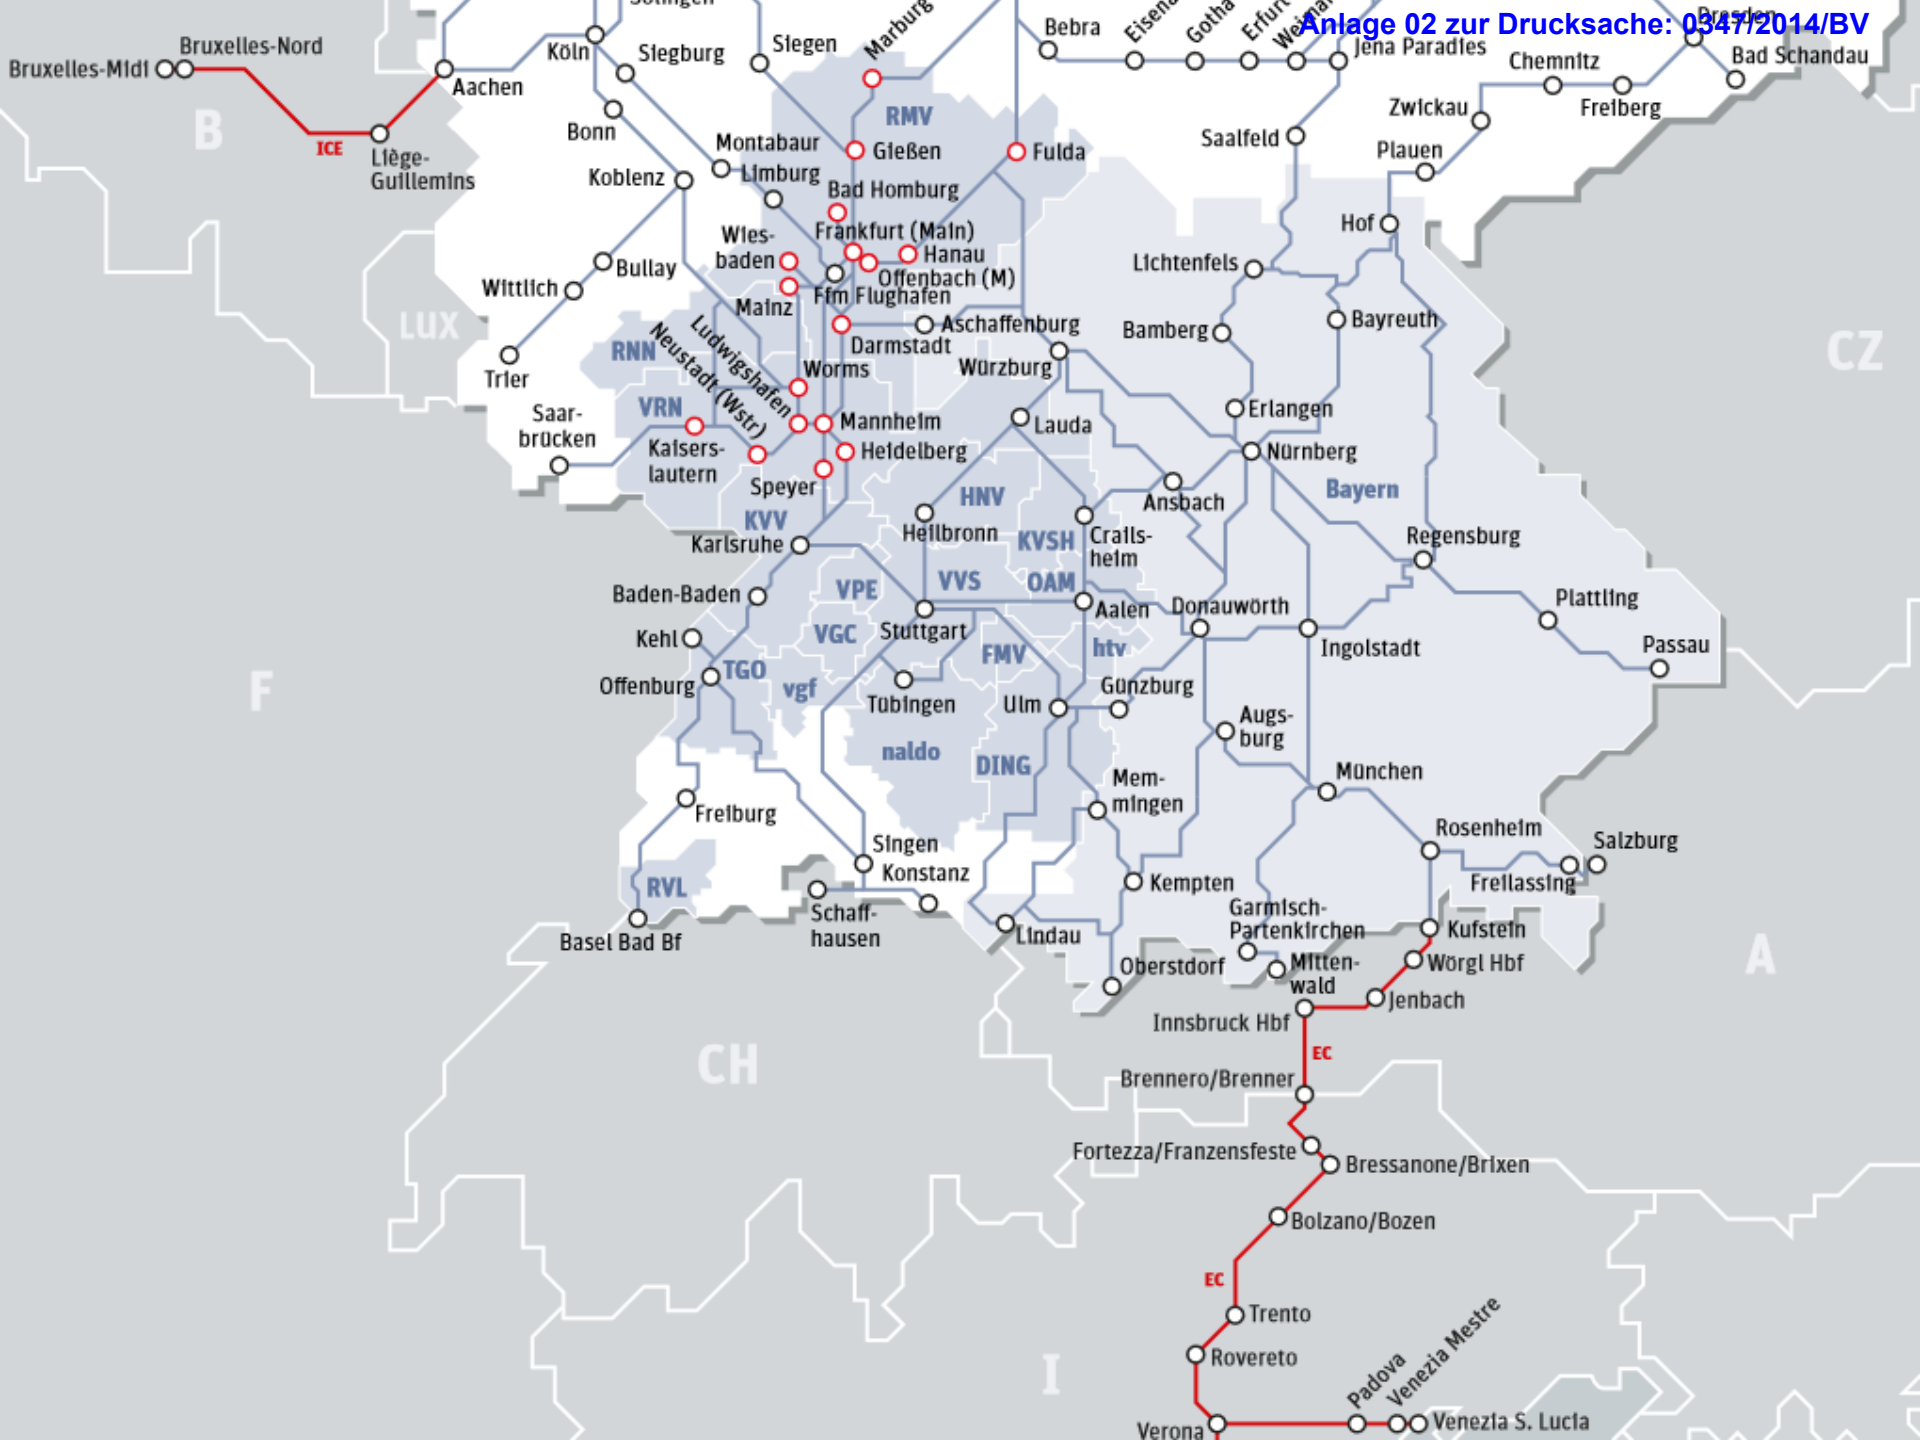 Solingen
Marburg
Anlage 02 zur Drucksache: 0347/2014/BV
Dresden
Bruxelles-Nord
Bruxelles-Midi
Köln
Siegburg
Siegen
Bebra
Gotha
Erfurt
Jena Paradies
Chemnitz
Bad Schandau
Aachen
Freiberg
Zwickau
B
ICE
Liège-
Guillemins
Bonn
Montabaur
Limburg
RMV
Gießen
Fulda
Saalfeld
Plauen
CZ
Koblenz
Bad Homburg
Frankfurt (Main)
Wies-
baden
Hanau
Offenbach (M)
Ffm Flughafen
Mainz
Hof
Lichtenfels
Bullay
Wittlich
LUX
Trier
RNN
Ludwigshafen
Neustadt (Wstr)
Darmstadt
Aschaffenburg
Worms
Würzburg
Bamberg
Bayreuth
Saar-
brücken
VRN
Kaisers-
lautern
Mannheim
Heidelberg
Speyer
Lauda
Erlangen
Nürnberg
Bayern
Ansbach
KVV
Karlsruhe
HNV
Heilbronn
KVSH
Crails-
heim
Regensburg
Baden-Baden
VPE
VVS
OAM
Aalen
Donauwörth
Plattling
Kehl
VGC
Stuttgart
FMV
htv
Ingolstadt
Passau
F
Offenburg
TGO
vgf
Tübingen
Ulm
Günzburg
Augs-
burg
naldo
DING
Mem-
mingen
München
Freiburg
Singen
Konstanz
Rosenheim
Salzburg
Freilassing
RVL
Schaff-
hausen
Kempten
Basel Bad Bf
Lindau
Garmisch-
Partenkirchen
Kufstein
A
Oberstdorf
Mitten-
wald
Wörgl Hbf
Jenbach
Innsbruck Hbf
CH
EC
Brennero/Brenner
Fortezza/Franzensfeste
Bressanone/Brixen
Bolzano/Bozen
EC
Trento
Rovereto
I
Padova
Venezia Mestre
Verona
Venezia S. Lucia